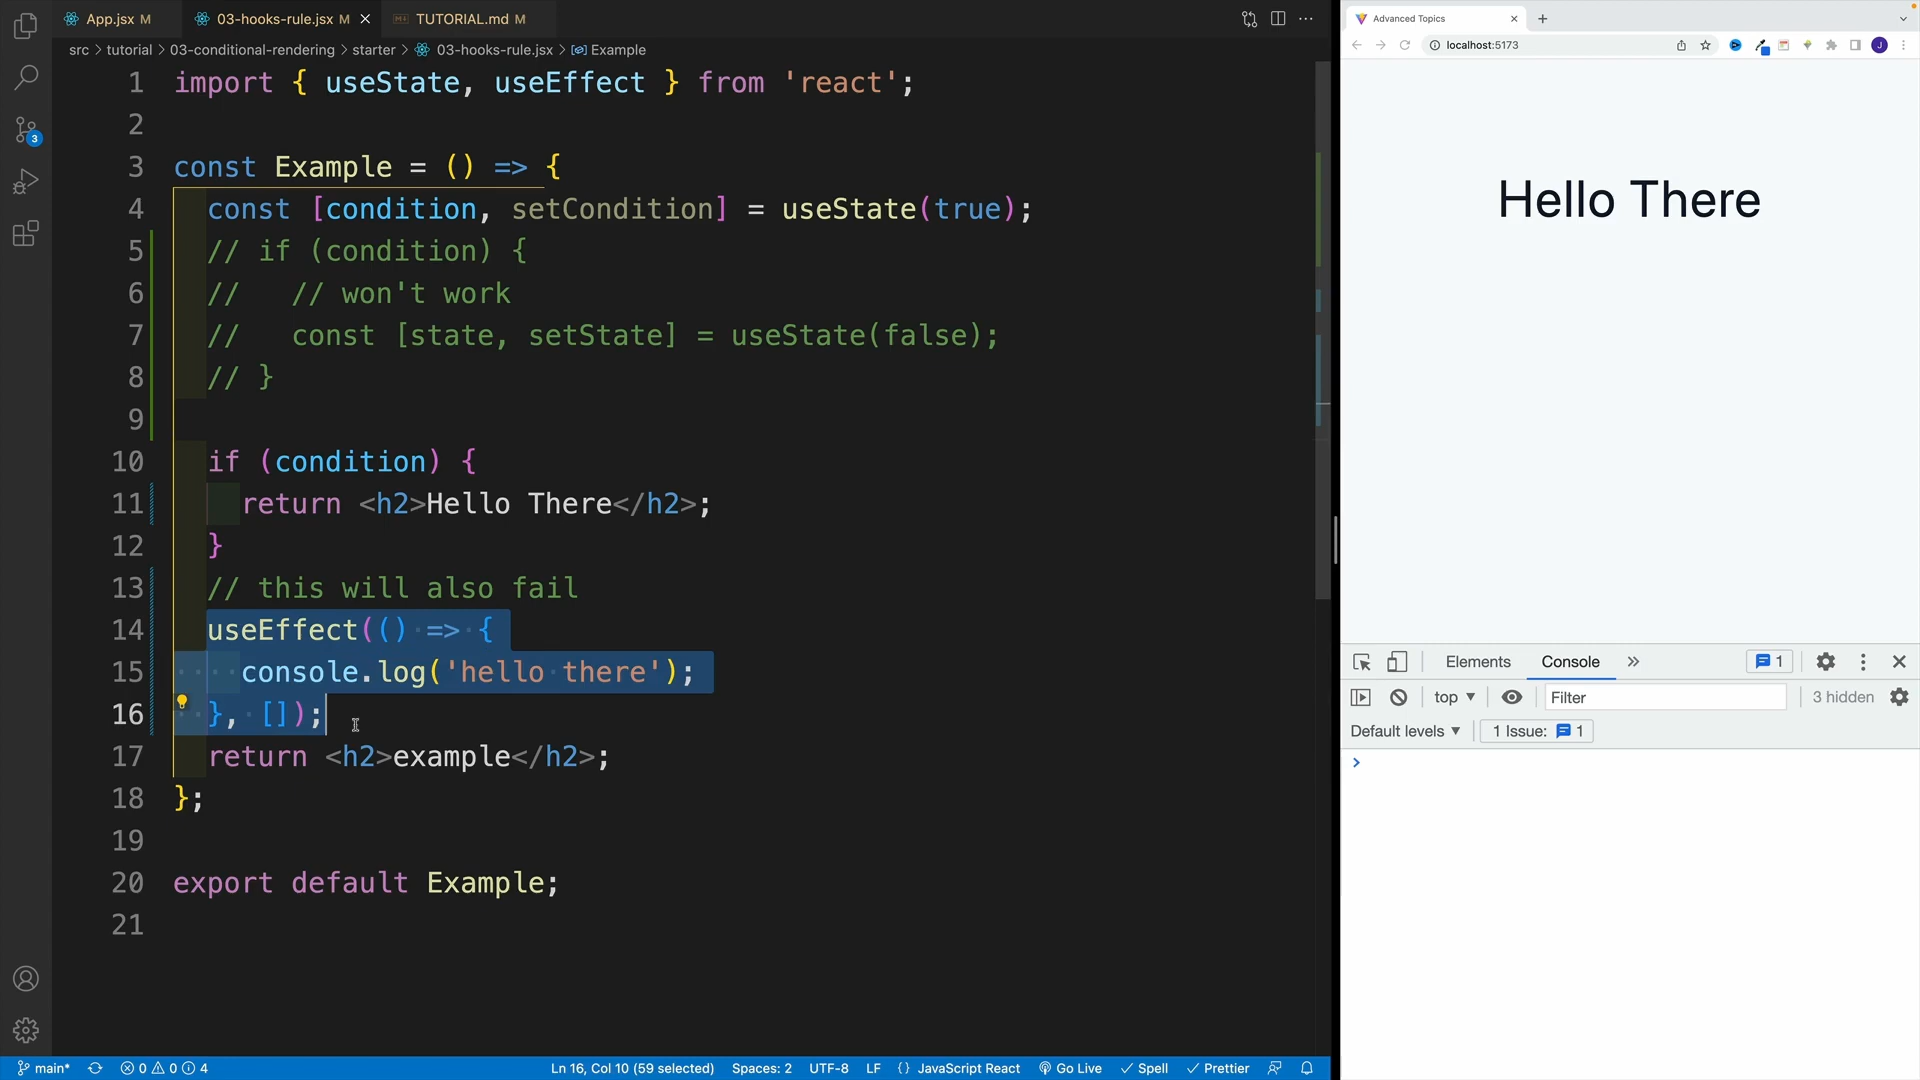 App.jsx M
03-hooks-rule.jsx M
TUTORIAL.md M
src > tutorial > 03-conditional-rendering > starter > 03-hooks-rule.jsx > Example
1 import { useState, useEffect } from 'react';
2
3 const Example = () => {
4 const [condition, setCondition] = useState(true);
5 // if (condition) {
6 // // won't work
7 // const [state, setState] = useState(false);
8 // }
9
10 if (condition) {
11 return <h2>Hello There</h2>;
12 }
13 // this will also fail
14 useEffect(() => {
15 console.log('hello there');
16 }, []);
17 return <h2>example</h2>;
18 };
19
20 export default Example;
21
3
main*
0 0 4
Ln 16, Col 10 (59 selected)
Spaces: 2
UTF-8
LF
{} JavaScript React
Go Live
Spell
Prettier
Advanced Topics
localhost:5173
J
Hello There
Elements
Console
1
top
Filter
3 hidden
Default levels
1 Issue: 1